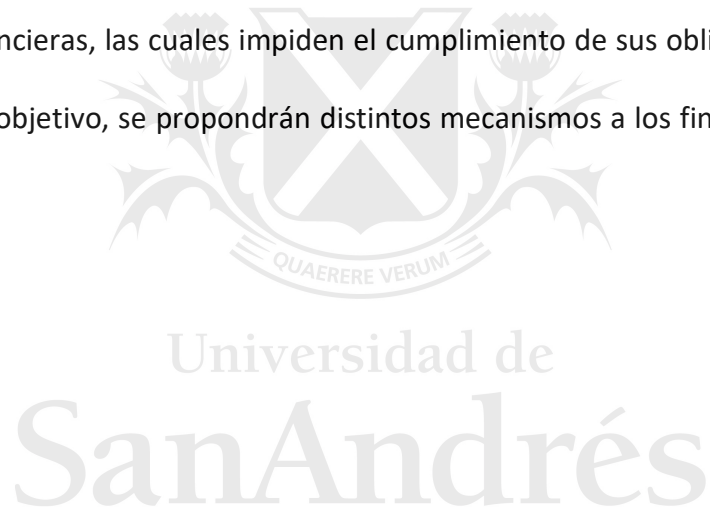 ncieras, las cuales impiden el cumplimiento de sus obli
objetivo, se propondrán distintos mecanismos a los fin
QUAERERE VERUM
Universidad de
SanAndrés